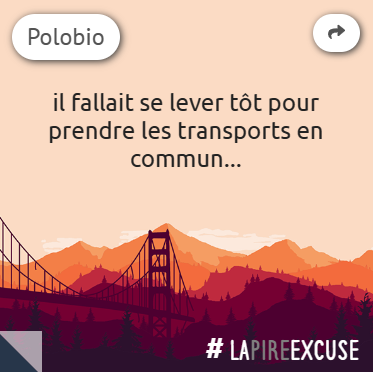 Polobio
il fallait se lever tôt pour
prendre les transports en
commun...
# LAPIREEXCUSE